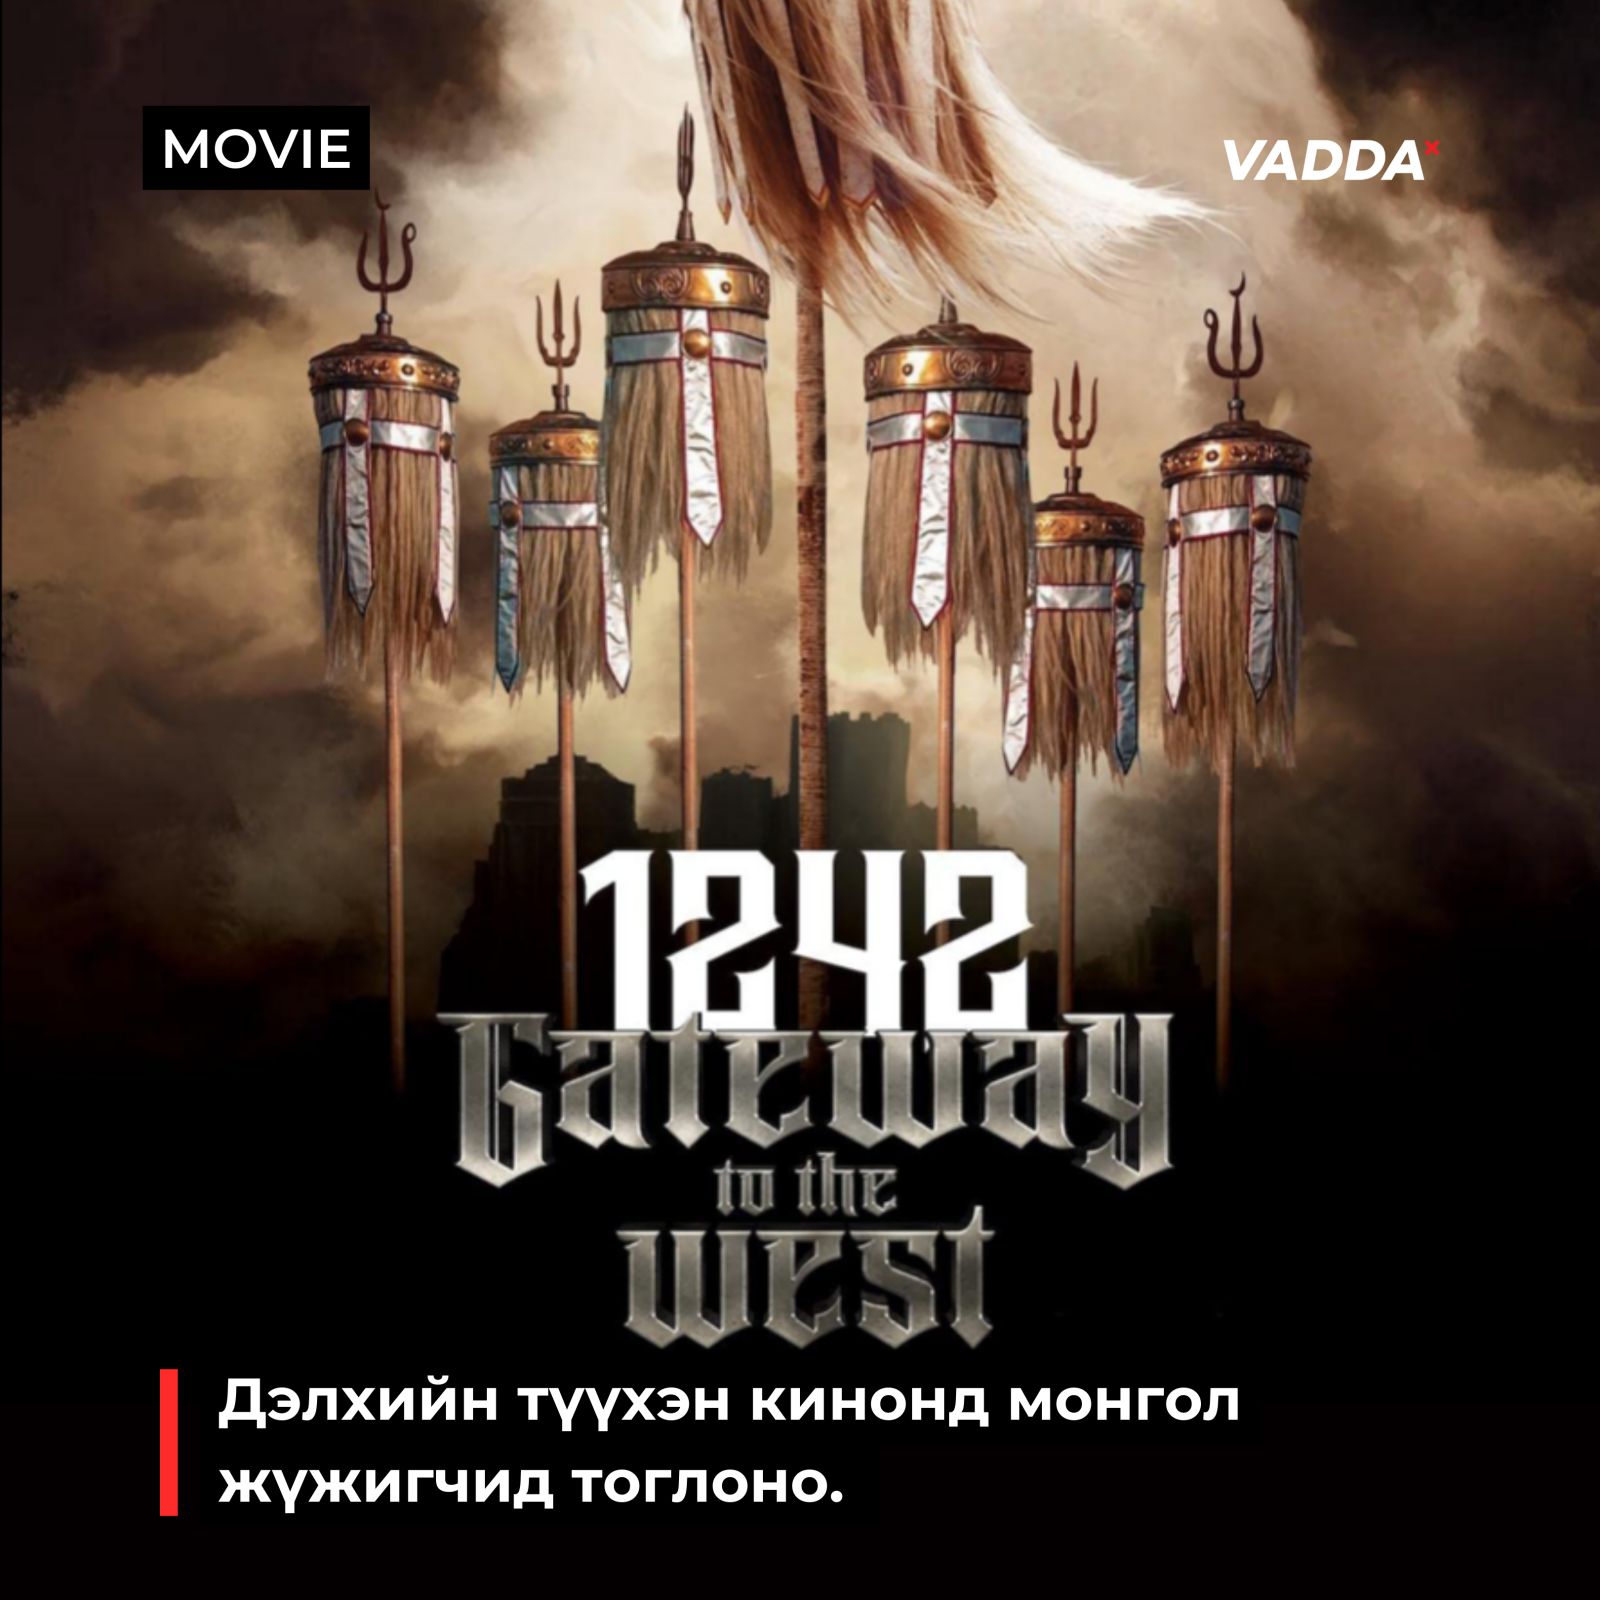 MOVIE
VADDA×
1242
Gateway
to the
west
Дэлхийн түүхэн кинонд монгол
жүжигчид тоглоно.